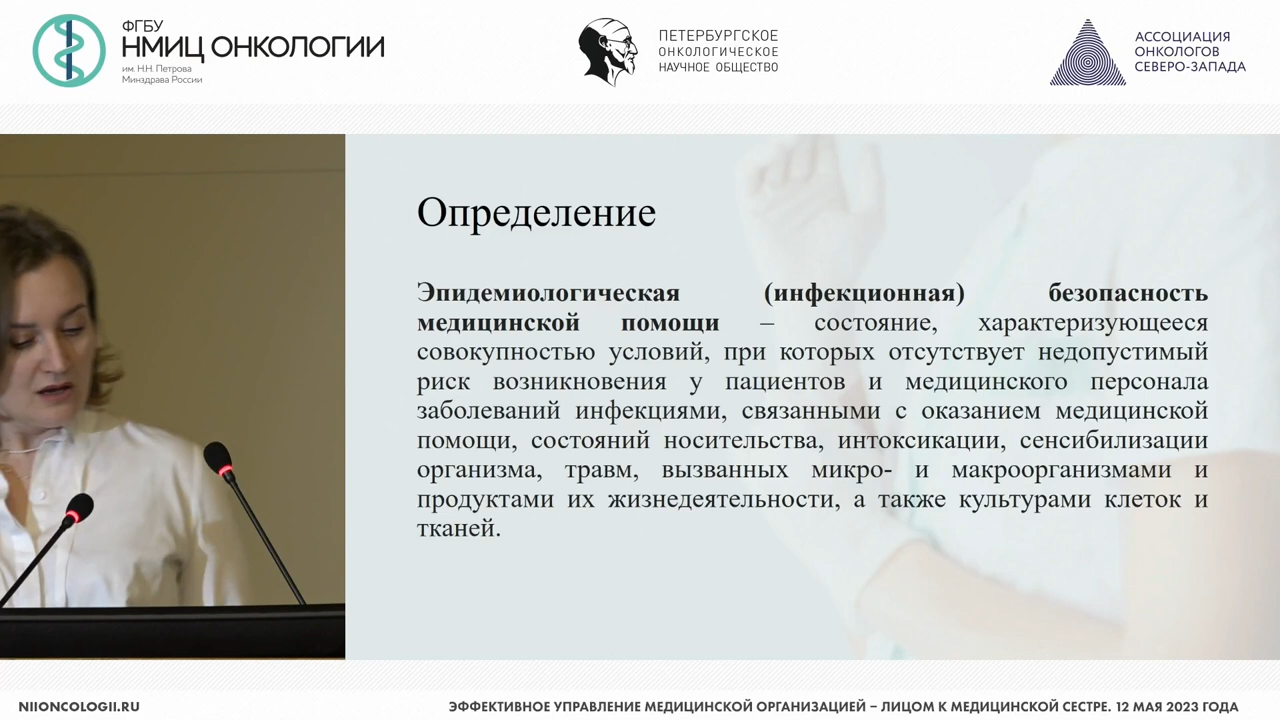 ФГБУ
НМИЦ ОНКОЛОГИИ
им. Н.Н. Петрова
Минздрава России
ПЕТЕРБУРГСКОЕ
ОНКОЛОГИЧЕСКОЕ
НАУЧНОЕ ОБЩЕСТВО
АССОЦИАЦИЯ
ОНКОЛОГОВ
СЕВЕРО-ЗАПАДА
Определение
Эпидемиологическая (инфекционная) безопасность
медицинской помощи – состояние, характеризующееся
совокупностью условий, при которых отсутствует недопустимый
риск возникновения у пациентов и медицинского персонала
заболеваний инфекциями, связанными с оказанием медицинской
помощи, состояний носительства, интоксикации, сенсибилизации
организма, травм, вызванных микро- и макроорганизмами и
продуктами их жизнедеятельности, а также культурами клеток и
тканей.
NIIONCOLOGII.RU
ЭФФЕКТИВНОЕ УПРАВЛЕНИЕ МЕДИЦИНСКОЙ ОРГАНИЗАЦИЕЙ – ЛИЦОМ К МЕДИЦИНСКОЙ СЕСТРЕ. 12 МАЯ 2023 ГОДА